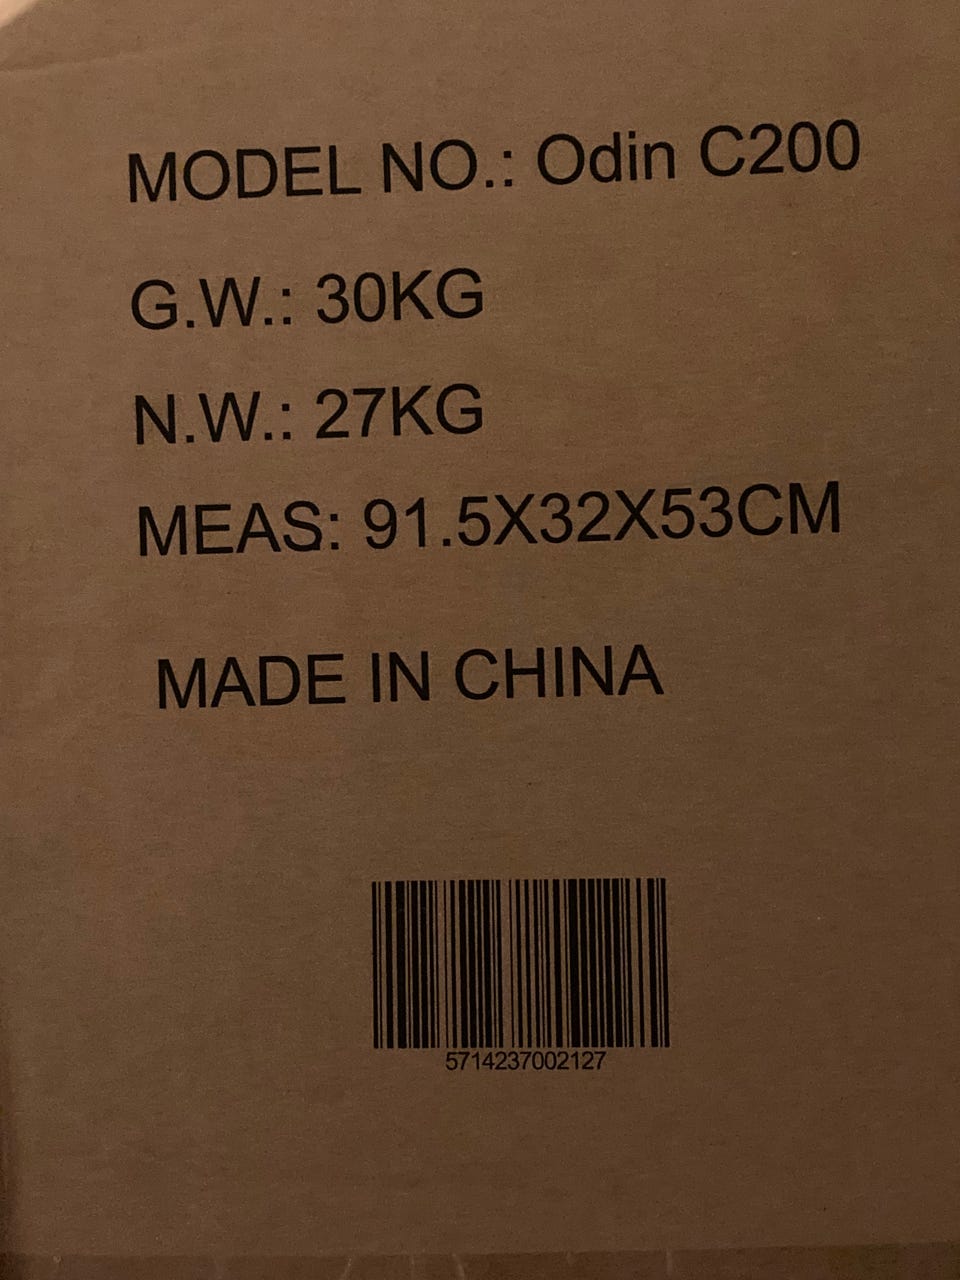 MODEL NO.: Odin C200
G.W.: 30KG
N.W.: 27KG
MEAS: 91.5X32X53CM
MADE IN CHINA
5714237002127